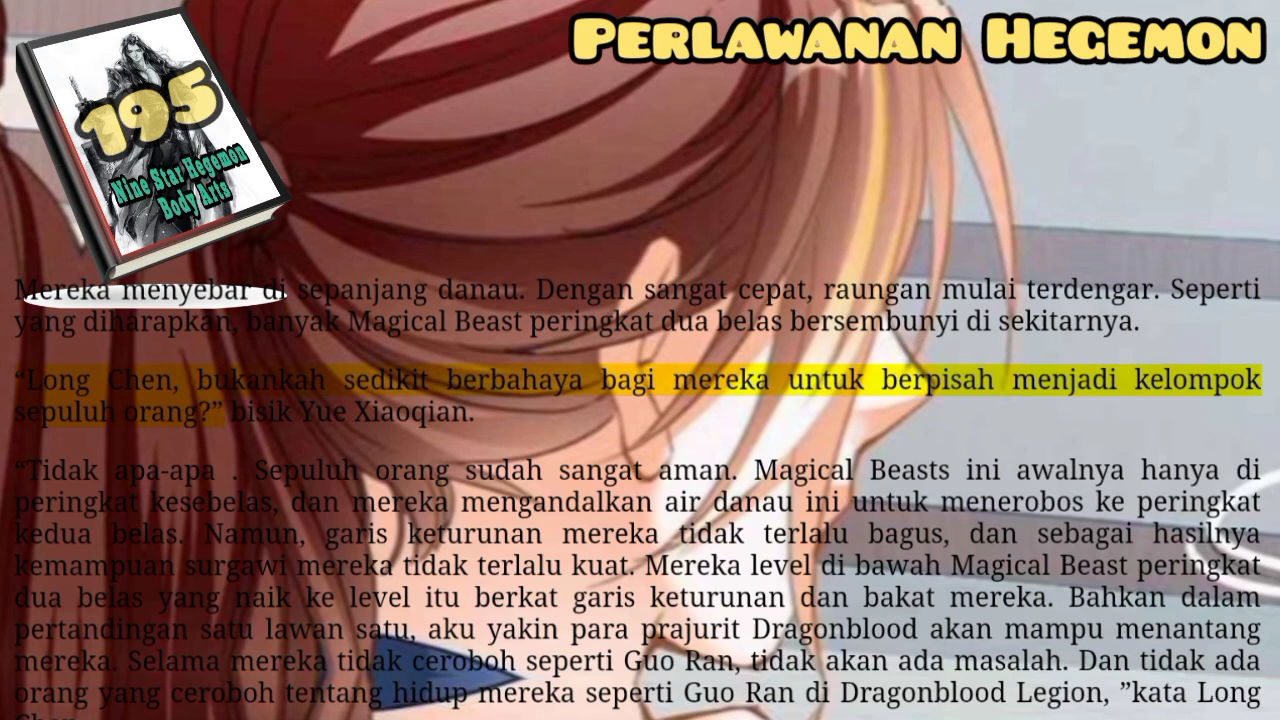 Perlawanan Hegemon
195
Nine Star Hegemon
Body Arts
Mereka menyebar di sepanjang danau. Dengan sangat cepat, raungan mulai terdengar. Seperti
yang diharapkan, banyak Magical Beast peringkat dua belas bersembunyi di sekitarnya.
“Long Chen, bukankah sedikit berbahaya bagi mereka untuk berpisah menjadi kelompok
sepuluh orang?” bisik Yue Xiaoqian.
“Tidak apa-apa . Sepuluh orang sudah sangat aman. Magical Beasts ini awalnya hanya di
peringkat kesebelas, dan mereka mengandalkan air danau ini untuk menerobos ke peringkat
kedua belas. Namun, garis keturunan mereka tidak terlalu bagus, dan sebagai hasilnya
kemampuan surgawi mereka tidak terlalu kuat. Mereka level di bawah Magical Beast peringkat
dua belas yang naik ke level itu berkat garis keturunan dan bakat mereka. Bahkan dalam
pertandingan satu lawan satu, aku yakin para prajurit Dragonblood akan mampu menantang
mereka. Selama mereka tidak ceroboh seperti Guo Ran, tidak akan ada masalah. Dan tidak ada
orang yang ceroboh tentang hidup mereka seperti Guo Ran di Dragonblood Legion, ”kata Long